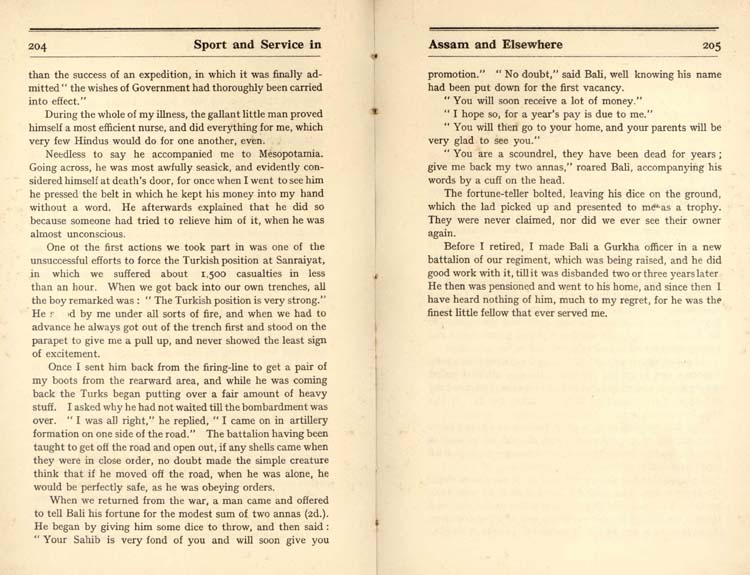 204 Sport and Service in
than the success of an expedition, in which it was finally ad-
mitted " the wishes of Government had thoroughly been carried
into effect."
During the whole of my illness, the gallant little man proved
himself a most efficient nurse, and did everything for me, which
very few Hindus would do for one another, even.
Needless to say he accompanied me to Mesopotamia.
Going across, he was most awfully seasick, and evidently con-
sidered himself at death's door, for once when I went to see him
he pressed the belt in which he kept his money into my hand
without a word. He afterwards explained that he did so
because someone had tried to relieve him of it, when he was
almost unconscious.
One of the first actions we took part in was one of the
unsuccessful efforts to force the Turkish position at Sanraiyat,
in which we suffered about 1,500 casualties in less
than an hour. When we got back into our own trenches, all
the boy remarked was : " The Turkish position is very strong."
He by me under all sorts of fire, and when we had to
advance he always got out of the trench first and stood on the
parapet to give me a pull up, and never showed the least sign
of excitement.
Once I sent him back from the firing-line to get a pair of
my boots from the rearward area, and while he was coming
back the Turks began putting over a fair amount of heavy
stuff. I asked why he had not waited till the bombardment was
over. " I was all right," he replied, " I came on in artillery
formation on one side of the road." The battalion having been
taught to get off the road and open out, if any shells came when
they were in close order, no doubt made the simple creature
think that if he moved off the road, when he was alone, he
would be perfectly safe, as he was obeying orders.
When we returned from the war, a man came and offered
to tell Bali his fortune for the modest sum of two annas (2d.).
He began by giving him some dice to throw, and then said :
" Your Sahib is very fond of you and will soon give you
Assam and Elsewhere 205
promotion." " No doubt," said Bali, well knowing his name
had been put down for the first vacancy.
" You will soon receive a lot of money."
" I hope so, for a year's pay is due to me."
" You will then go to your home, and your parents will be
very glad to see you."
" You are a scoundrel, they have been dead for years ;
give me back my two annas," roared Bali, accompanying his
words by a cuff on the head.
The fortune-teller bolted, leaving his dice on the ground,
which the lad picked up and presented to me as a trophy.
They were never claimed, nor did we ever see their owner
again.
Before I retired, I made Bali a Gurkha officer in a new
battalion of our regiment, which was being raised, and he did
good work with it, till it was disbanded two or three years later
He then was pensioned and went to his home, and since then I
have heard nothing of him, much to my regret, for he was the
finest little fellow that ever served me.